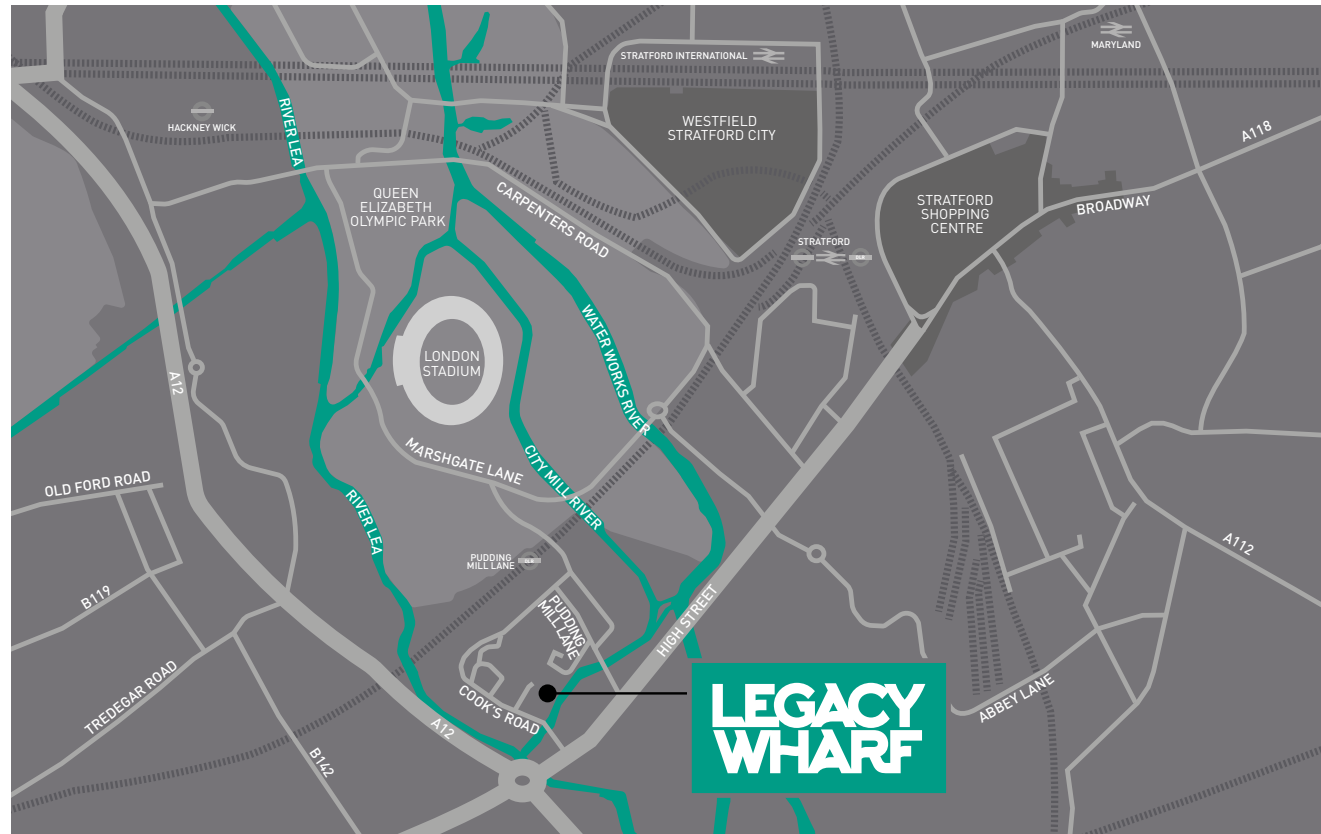 MARYLAND
STRATFORD INTERNATIONAL
RIVER LEA
HACKNEY WICK
WESTFIELD
STRATFORD CITY
A118
QUEEN
ELIZABETH
OLYMPIC PARK
CARPENTERS ROAD
STRATFORD
SHOPPING
CENTRE
BROADWAY
STRATFORD
DLR
WATER WORKS RIVER
LONDON
STADIUM
A12
MARSHGATE LANE
CITY MILL RIVER
OLD FORD ROAD
RIVER LEA
A112
PUDDING
MILL LANE
DLR
B119
PUDDING
MILL LANE
HIGH STREET
TREDEGAR ROAD
COOK'S ROAD
A12
B142
ABBEY LANE
LEGACY
WHARF